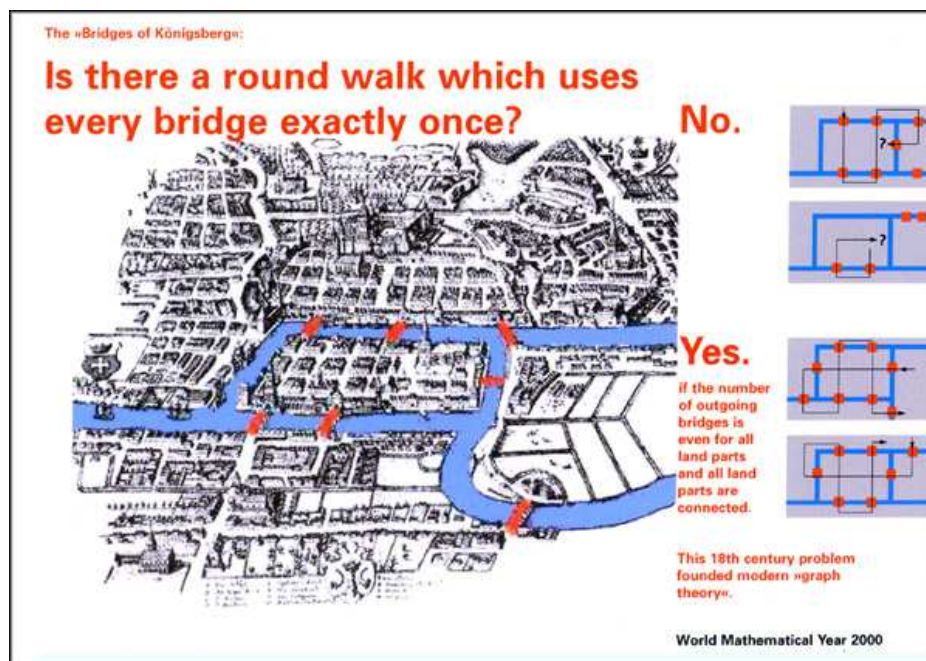 The »Bridges of Königsberg«:
Is there a round walk which uses
every bridge exactly once?
No.
?
?
Yes.
if the number
of outgoing
bridges is
even for all
land parts
and all land
parts are
connected.
This 18th century problem
founded modern »graph
theory«.
World Mathematical Year 2000